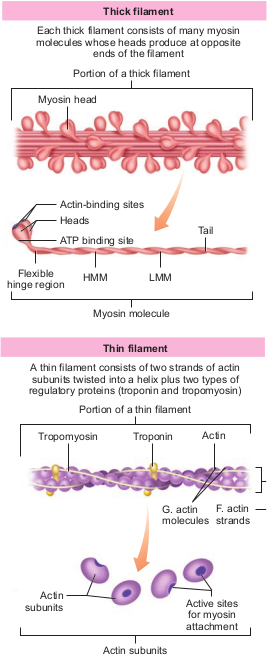 Thick filament
Each thick filament consists of many myosin
molecules whose heads produce at opposite
ends of the filament
Portion of a thick filament
Myosin head
Actin-binding sites
Heads
ATP binding site
Tail
Flexible
hinge region
HMM
LMM
Myosin molecule
Thin filament
A thin filament consists of two strands of actin
subunits twisted into a helix plus two types of
regulatory proteins (troponin and tropomyosin)
Portion of a thin filament
Tropomyosin
Troponin
Actin
G. actin
molecules
F. actin
strands
Actin
subunits
Active sites
for myosin
attachment
Actin subunits